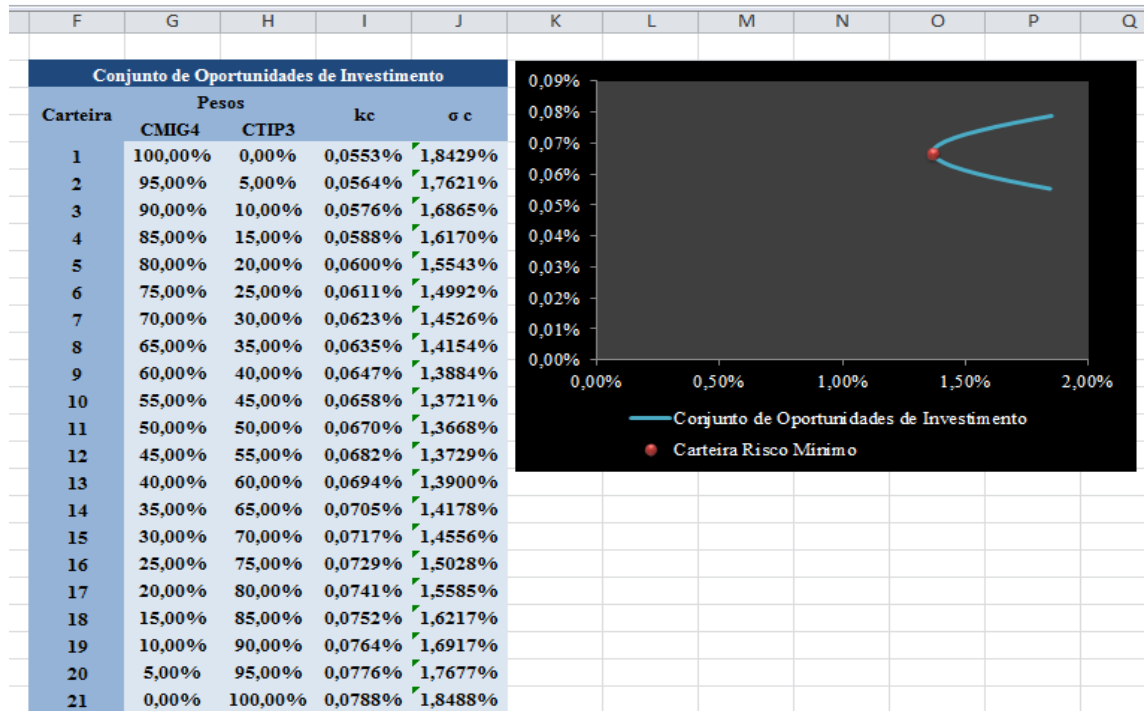 F G H I J K L M N O P Q
Conjunto de Oportunidades de Investimento
Carteira Pesos kc σ c
CMIG4 CTIP3
1 100,00% 0,00% 0,0553% 1,8429%
2 95,00% 5,00% 0,0564% 1,7621%
3 90,00% 10,00% 0,0576% 1,6865%
4 85,00% 15,00% 0,0588% 1,6170%
5 80,00% 20,00% 0,0600% 1,5543%
6 75,00% 25,00% 0,0611% 1,4992%
7 70,00% 30,00% 0,0623% 1,4526%
8 65,00% 35,00% 0,0635% 1,4154%
9 60,00% 40,00% 0,0647% 1,3884%
10 55,00% 45,00% 0,0658% 1,3721%
11 50,00% 50,00% 0,0670% 1,3668%
12 45,00% 55,00% 0,0682% 1,3729%
13 40,00% 60,00% 0,0694% 1,3900%
14 35,00% 65,00% 0,0705% 1,4178%
15 30,00% 70,00% 0,0717% 1,4556%
16 25,00% 75,00% 0,0729% 1,5028%
17 20,00% 80,00% 0,0741% 1,5585%
18 15,00% 85,00% 0,0752% 1,6217%
19 10,00% 90,00% 0,0764% 1,6917%
20 5,00% 95,00% 0,0776% 1,7677%
21 0,00% 100,00% 0,0788% 1,8488%
0,09%
0,08%
0,07%
0,06%
0,05%
0,04%
0,03%
0,02%
0,01%
0,00%
0,00% 0,50% 1,00% 1,50% 2,00%
Conjunto de Oportunidades de Investimento
Carteira Risco Mínimo